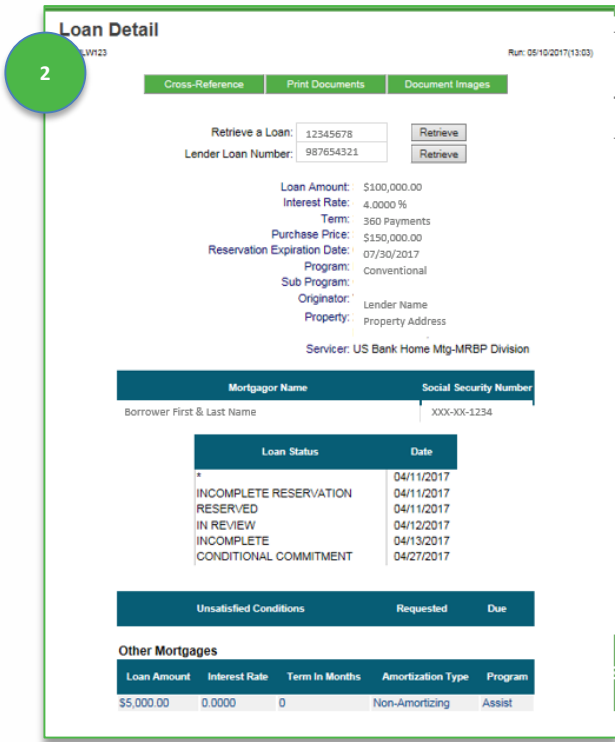 Loan Detail
LW123
Run: 05/10/2017(13:03)
2
Cross-Reference Print Documents Document Images
Retrieve a Loan: 12345678 Retrieve
Lender Loan Number: 987654321 Retrieve
Loan Amount: $100,000.00
Interest Rate: 4.0000 %
Term: 360 Payments
Purchase Price: $150,000.00
Reservation Expiration Date: 07/30/2017
Program: Conventional
Sub Program:
Originator: Lender Name
Property: Property Address
Servicer: US Bank Home Mtg-MRBP Division
Mortgagor Name Social Security Number
Borrower First & Last Name XXX-XX-1234
Loan Status Date
* 04/11/2017
INCOMPLETE RESERVATION 04/11/2017
RESERVED 04/11/2017
IN REVIEW 04/12/2017
INCOMPLETE 04/13/2017
CONDITIONAL COMMITMENT 04/27/2017
Unsatisfied Conditions Requested Due
Other Mortgages
Loan Amount Interest Rate Term In Months Amortization Type Program
$5,000.00 0.0000 0 Non-Amortizing Assist